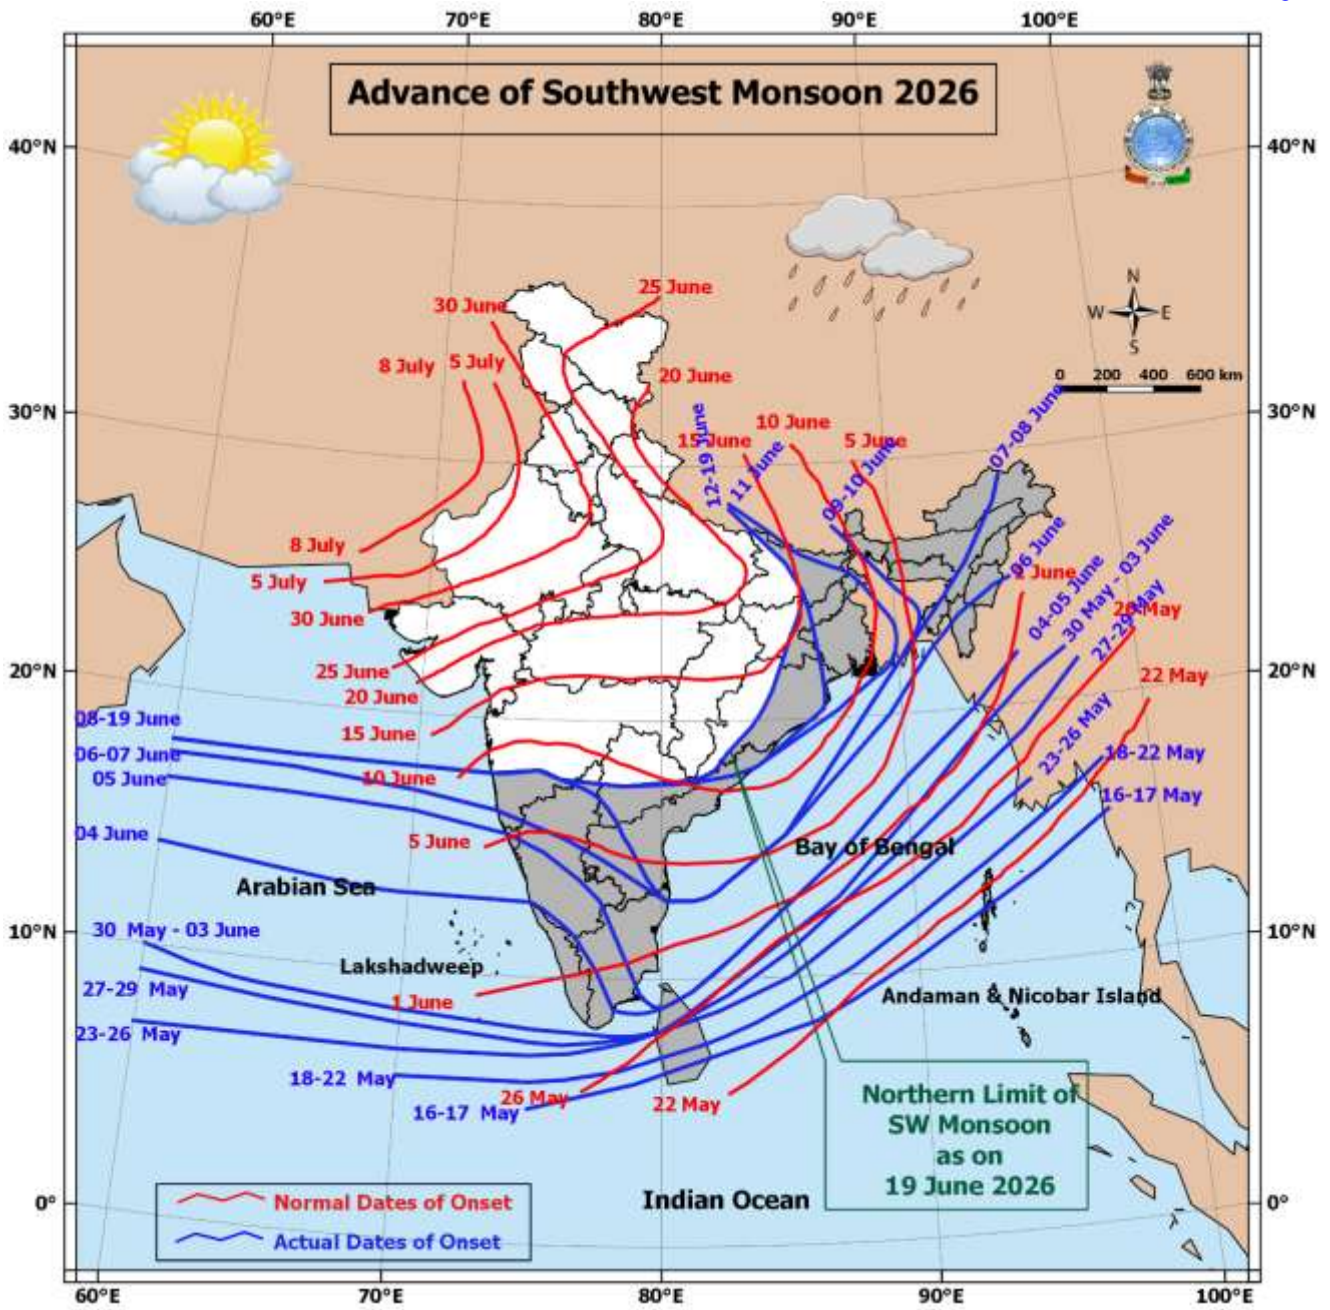 60°E 70°E 80°E 90°E 100°E
Advance of Southwest Monsoon 2026
40°N 40°N
N
W E
S
0 200 400 600 km
25 June
30 June
8 July 5 July
20 June
30°N 30°N
10 June
15 June 5 June
12-19 June
11 June
09-10 June
07-08 June
8 July
5 July
30 June
25 June
20 June
15 June
06 June
1 June
04-05 June
30 May - 03 June
27-29 May
26 May
22 May
20°N 20°N
08-19 June
06-07 June
05 June
10 June
23-26 May
18-22 May
16-17 May
04 June
5 June
Bay of Bengal
Arabian Sea
10°N 10°N
30 May - 03 June
Lakshadweep
27-29 May
1 June
Andaman & Nicobar Island
23-26 May
18-22 May
26 May
22 May
16-17 May
Northern Limit of
SW Monsoon
as on
19 June 2026
0° 0°
Indian Ocean
Normal Dates of Onset
Actual Dates of Onset
60°E 70°E 80°E 90°E 100°E